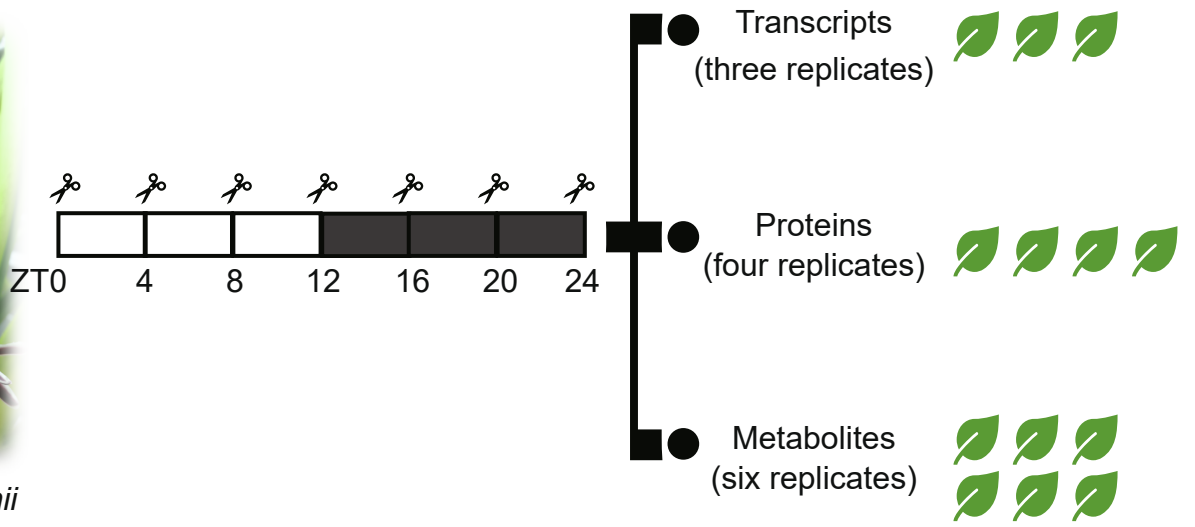 Transcripts
(three replicates)
ZT0 4 8 12 16 20 24
Proteins
(four replicates)
Metabolites
(six replicates)